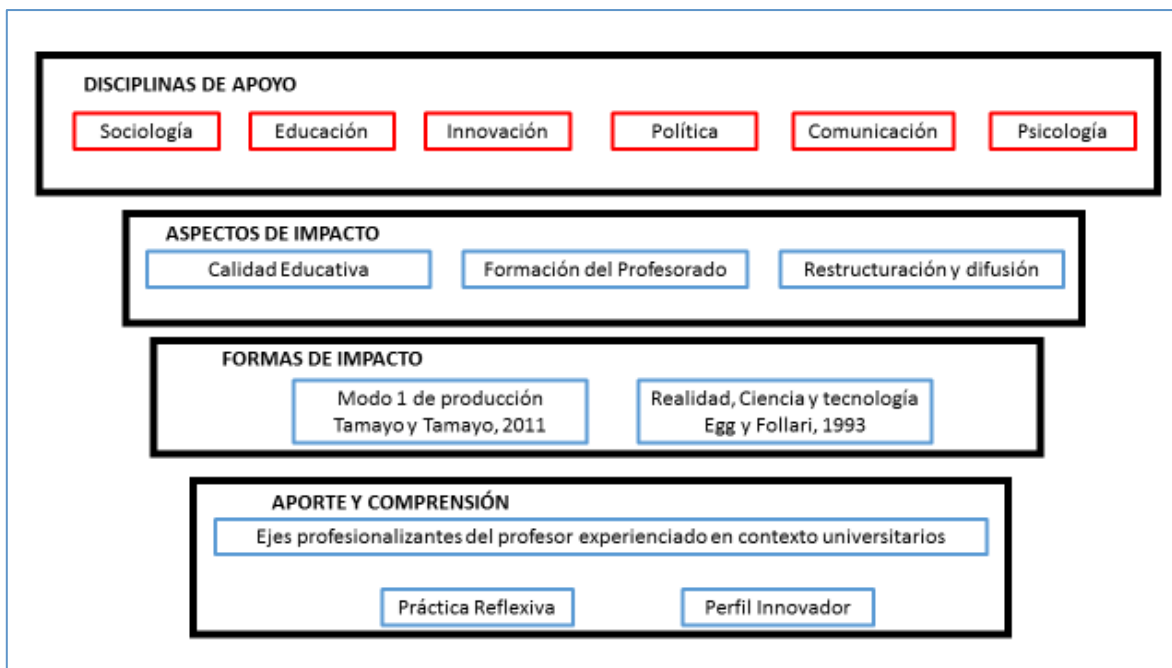 DISCIPLINAS DE APOYO
Sociología
Educación
Innovación
Política
Comunicación
Psicología
ASPECTOS DE IMPACTO
Calidad Educativa
Formación del Profesorado
Restructuración y difusión
FORMAS DE IMPACTO
Modo 1 de producción
Tamayo y Tamayo, 2011
Realidad, Ciencia y tecnología
Egg y Follari, 1993
APORTE Y COMPRENSIÓN
Ejes profesionalizantes del profesor experienciado en contexto universitarios
Práctica Reflexiva
Perfil Innovador